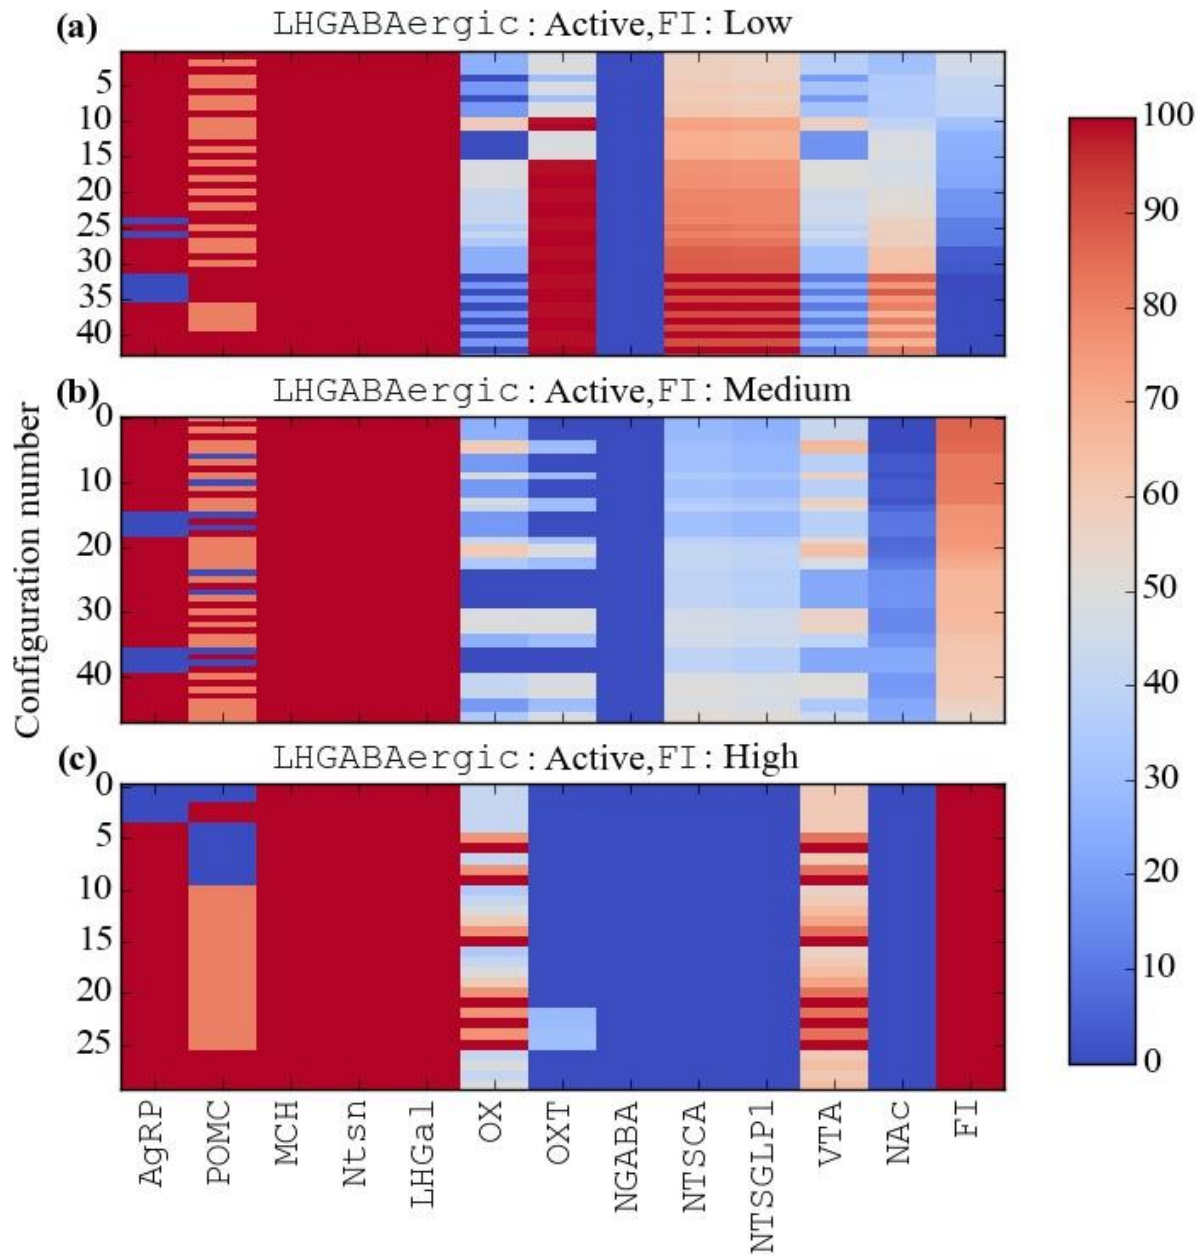 (a) LHGABAergic: Active, FI: Low
5
10
15
20
25
30
35
40
(b) LHGABAergic: Active, FI: Medium
0
10
20
30
40
(c) LHGABAergic: Active, FI: High
0
5
10
15
20
25
Configuration number
AgRP
POMC
MCH
Ntsn
LHGal
OX
OXT
NGABA
NTSCA
NTSGLP1
VTA
NAc
FI
100
90
80
70
60
50
40
30
20
10
0